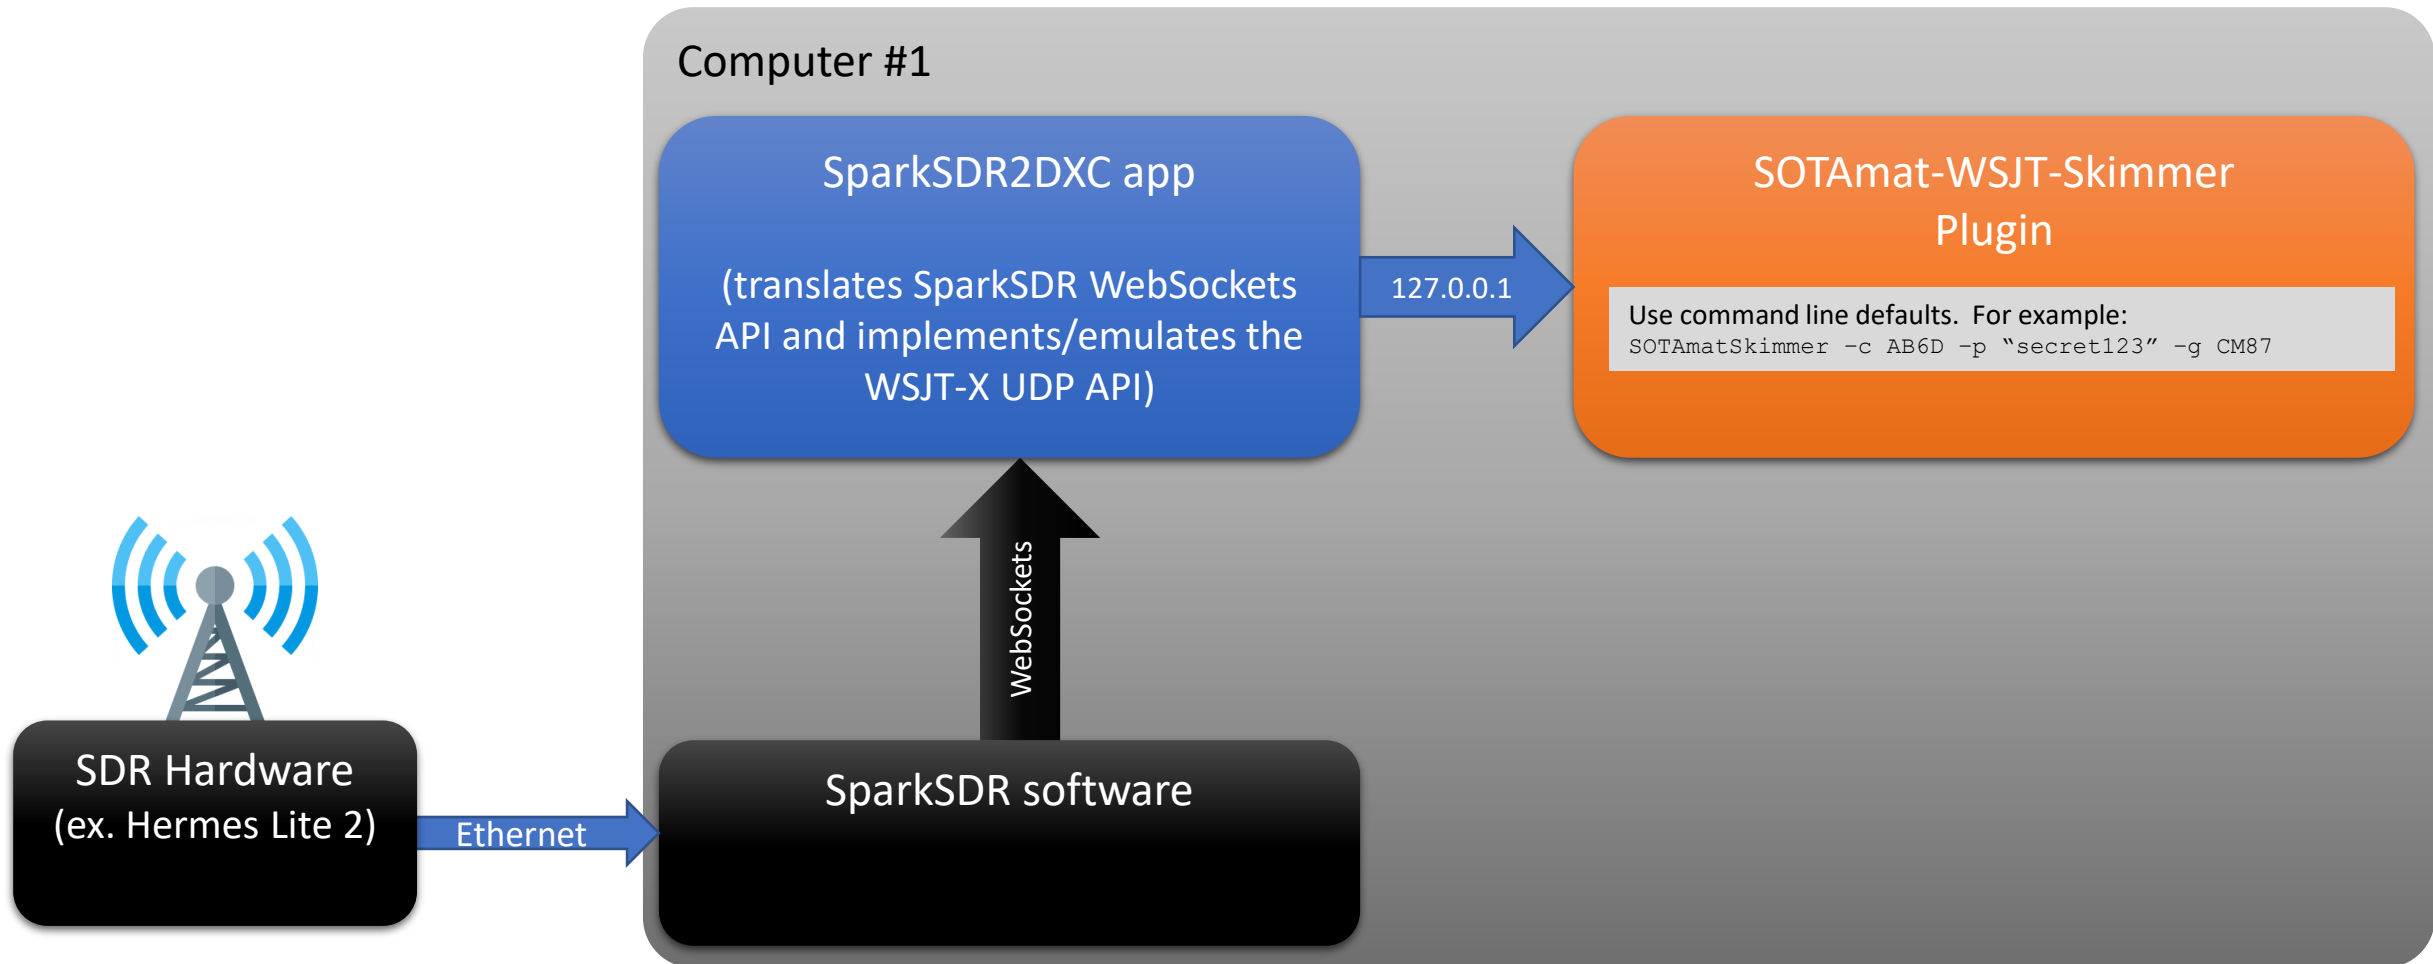 Computer #1
SparkSDR2DXC app
(translates SparkSDR WebSockets
API and implements/emulates the
WSJT-X UDP API)
127.0.0.1
SOTAmat-WSJT-Skimmer
Plugin
Use command line defaults.  For example:
SOTAmatSkimmer –c AB6D –p “secret123” –g CM87
WebSockets
SDR Hardware
(ex. Hermes Lite 2)
Ethernet
SparkSDR software